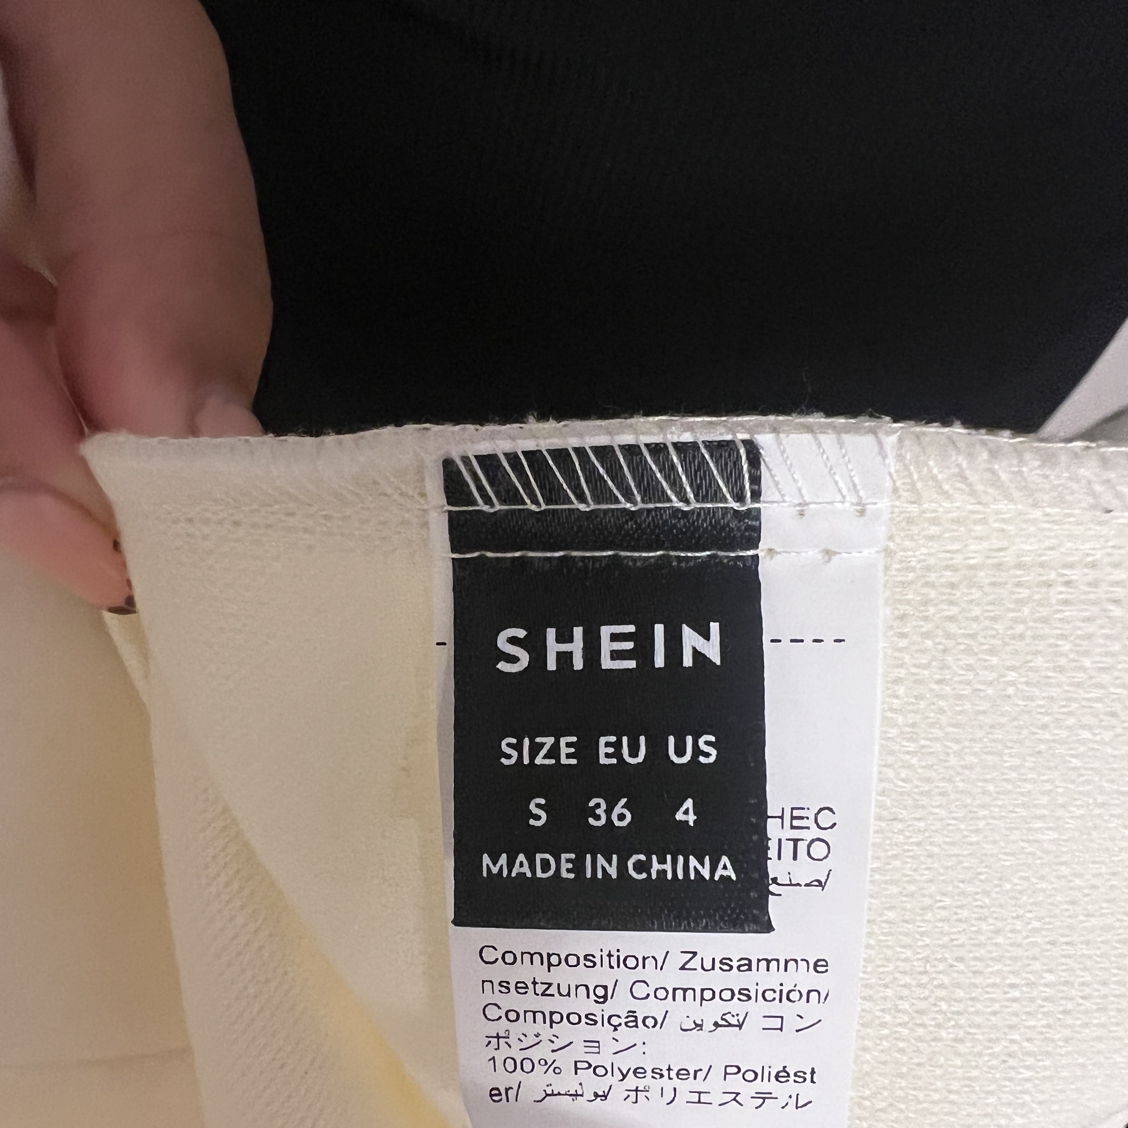 SHEIN
SIZE EU US
S 36 4
MADE IN CHINA
HEC
EITO
صنع/
Composition/ Zusamme
nsetzung/ Composición/
Composição/ تكوين/ コン
ポジション:
100% Polyester/ Poliést
er/ بوليستر/ ポリエステル